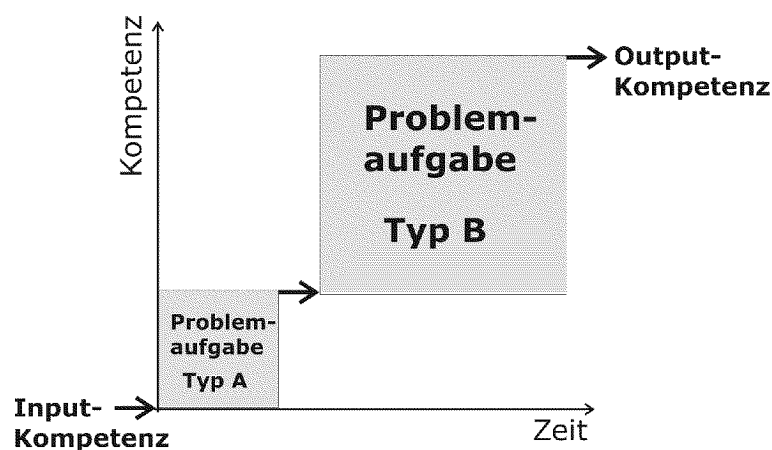 Kompetenz
Output-
Kompetenz
Problem-
aufgabe
Typ B
Problem-
aufgabe
Typ A
Input-
Kompetenz
Zeit